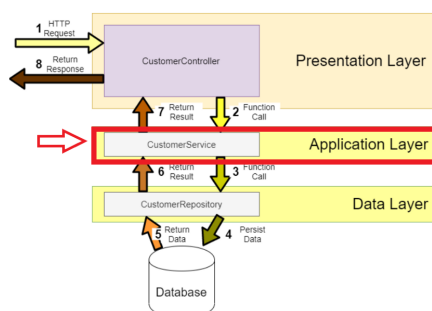 1 HTTP
Request
8 Return
Response
CustomerController
Presentation Layer
7 Return
Result
2 Function
Call
CustomerService
Application Layer
6 Return
Result
3 Function
Call
CustomerRepository
Data Layer
5 Return
Data
4 Persist
Data
Database